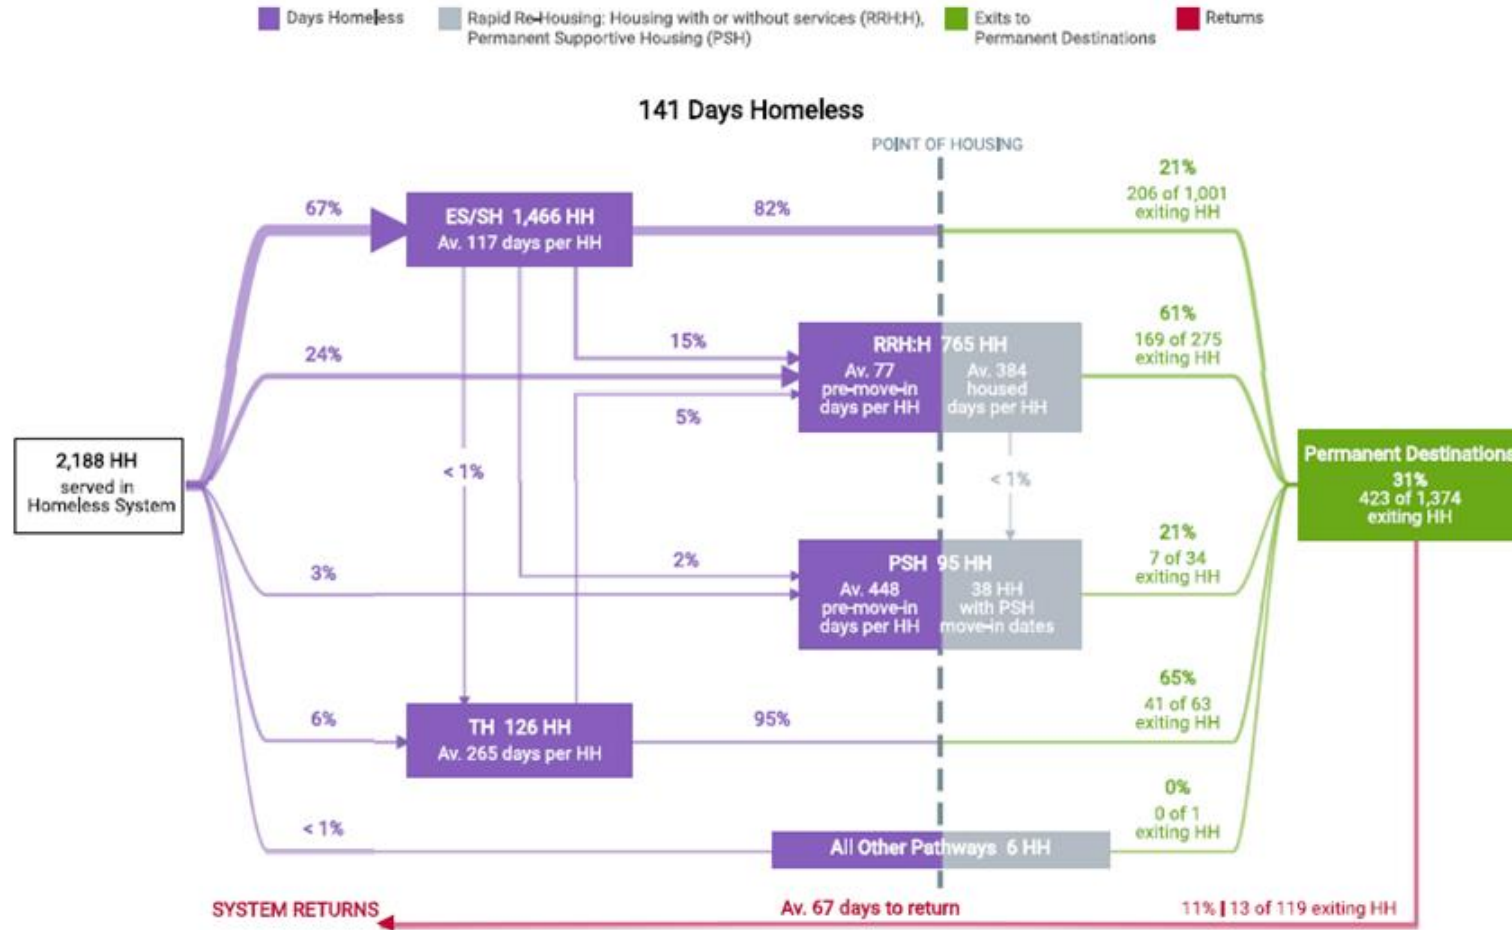 Days Homeless
Rapid Re-Housing: Housing with or without services (RRH:H),
Permanent Supportive Housing (PSH)
Exits to
Permanent Destinations
Returns
141 Days Homeless
POINT OF HOUSING
67%
ES/SH 1,466 HH
Av. 117 days per HH
82%
21%
206 of 1,001
exiting HH
24%
15%
5%
RRH:H 765 HH
Av. 77
pre-move-in
days per HH
Av. 384
housed
days per HH
61%
169 of 275
exiting HH
2,188 HH
served in
Homeless System
< 1%
< 1%
Permanent Destinations
31%
423 of 1,374
exiting HH
3%
2%
PSH 95 HH
Av. 448
pre-move-in
days per HH
38 HH
with PSH
move-in dates
21%
7 of 34
exiting HH
6%
TH 126 HH
Av. 265 days per HH
95%
65%
41 of 63
exiting HH
< 1%
All Other Pathways 6 HH
0%
0 of 1
exiting HH
SYSTEM RETURNS
Av. 67 days to return
11% | 13 of 119 exiting HH